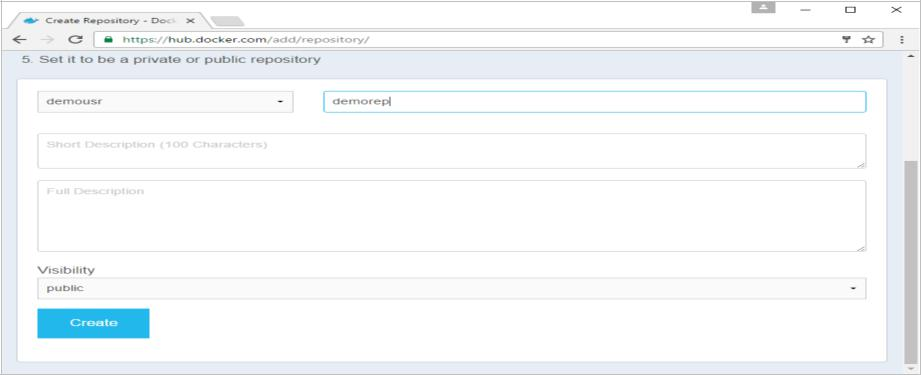 Create Repository - Doc
https://hub.docker.com/add/repository/
5. Set it to be a private or public repository
demousr
demorep
Short Description (100 Characters)
Full Description
Visibility
public
Create